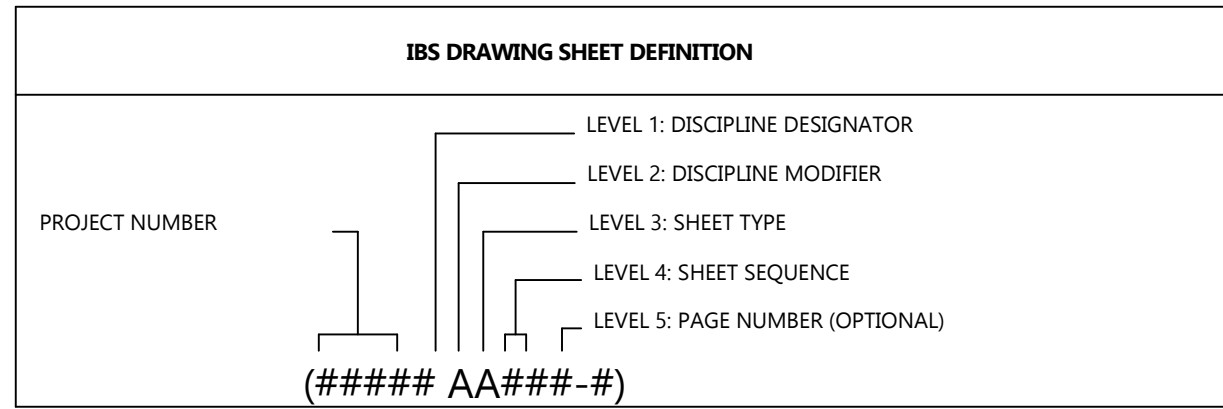 IBS DRAWING SHEET DEFINITION
LEVEL 1: DISCIPLINE DESIGNATOR
LEVEL 2: DISCIPLINE MODIFIER
PROJECT NUMBER
LEVEL 3: SHEET TYPE
LEVEL 4: SHEET SEQUENCE
LEVEL 5: PAGE NUMBER (OPTIONAL)
(##### AA###-#)